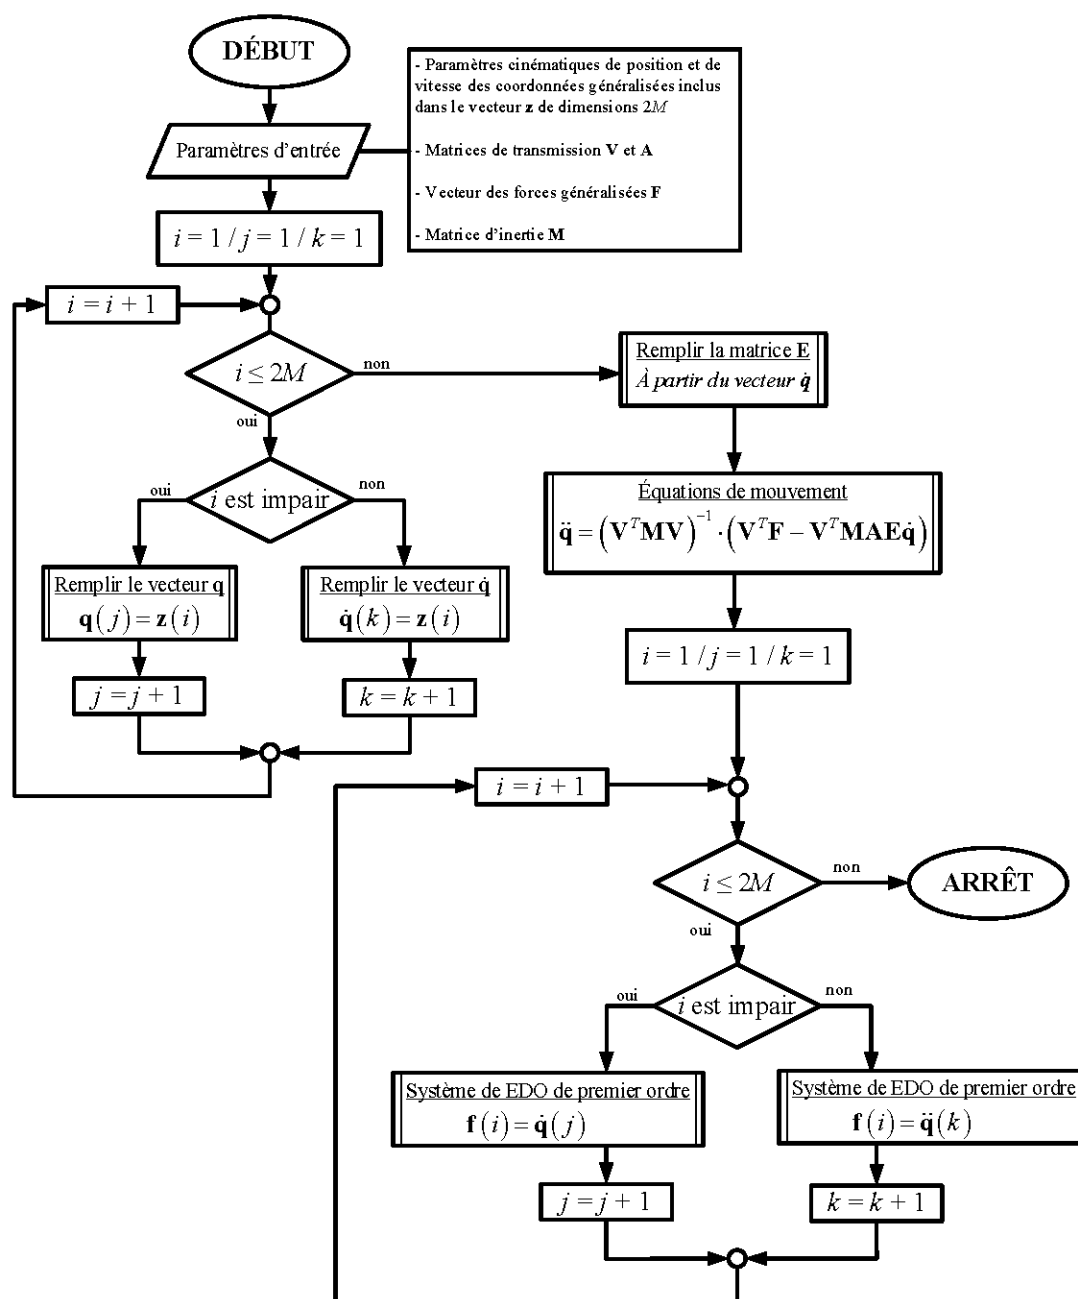 DÉBUT
- Paramètres cinématiques de position et de
vitesse des coordonnées généralisées inclus
dans le vecteur z de dimensions 2M
- Matrices de transmission V et A
- Vecteur des forces généralisées F
- Matrice d'inertie M
Paramètres d'entrée
i = 1 / j = 1 / k = 1
i = i + 1
i ≤ 2M
non
oui
i est impair
oui
non
Remplir le vecteur q
q(j) = z(i)
Remplir le vecteur q̇
q̇(k) = z(i)
j = j + 1
k = k + 1
Remplir la matrice E
À partir du vecteur q̇
Équations de mouvement
q̈ = (VᵀMV)⁻¹ · (VᵀF − VᵀMAEq̇)
i = 1 / j = 1 / k = 1
i = i + 1
i ≤ 2M
non
ARRÊT
oui
i est impair
oui
non
Système de EDO de premier ordre
f(i) = q̇(j)
Système de EDO de premier ordre
f(i) = q̈(k)
j = j + 1
k = k + 1